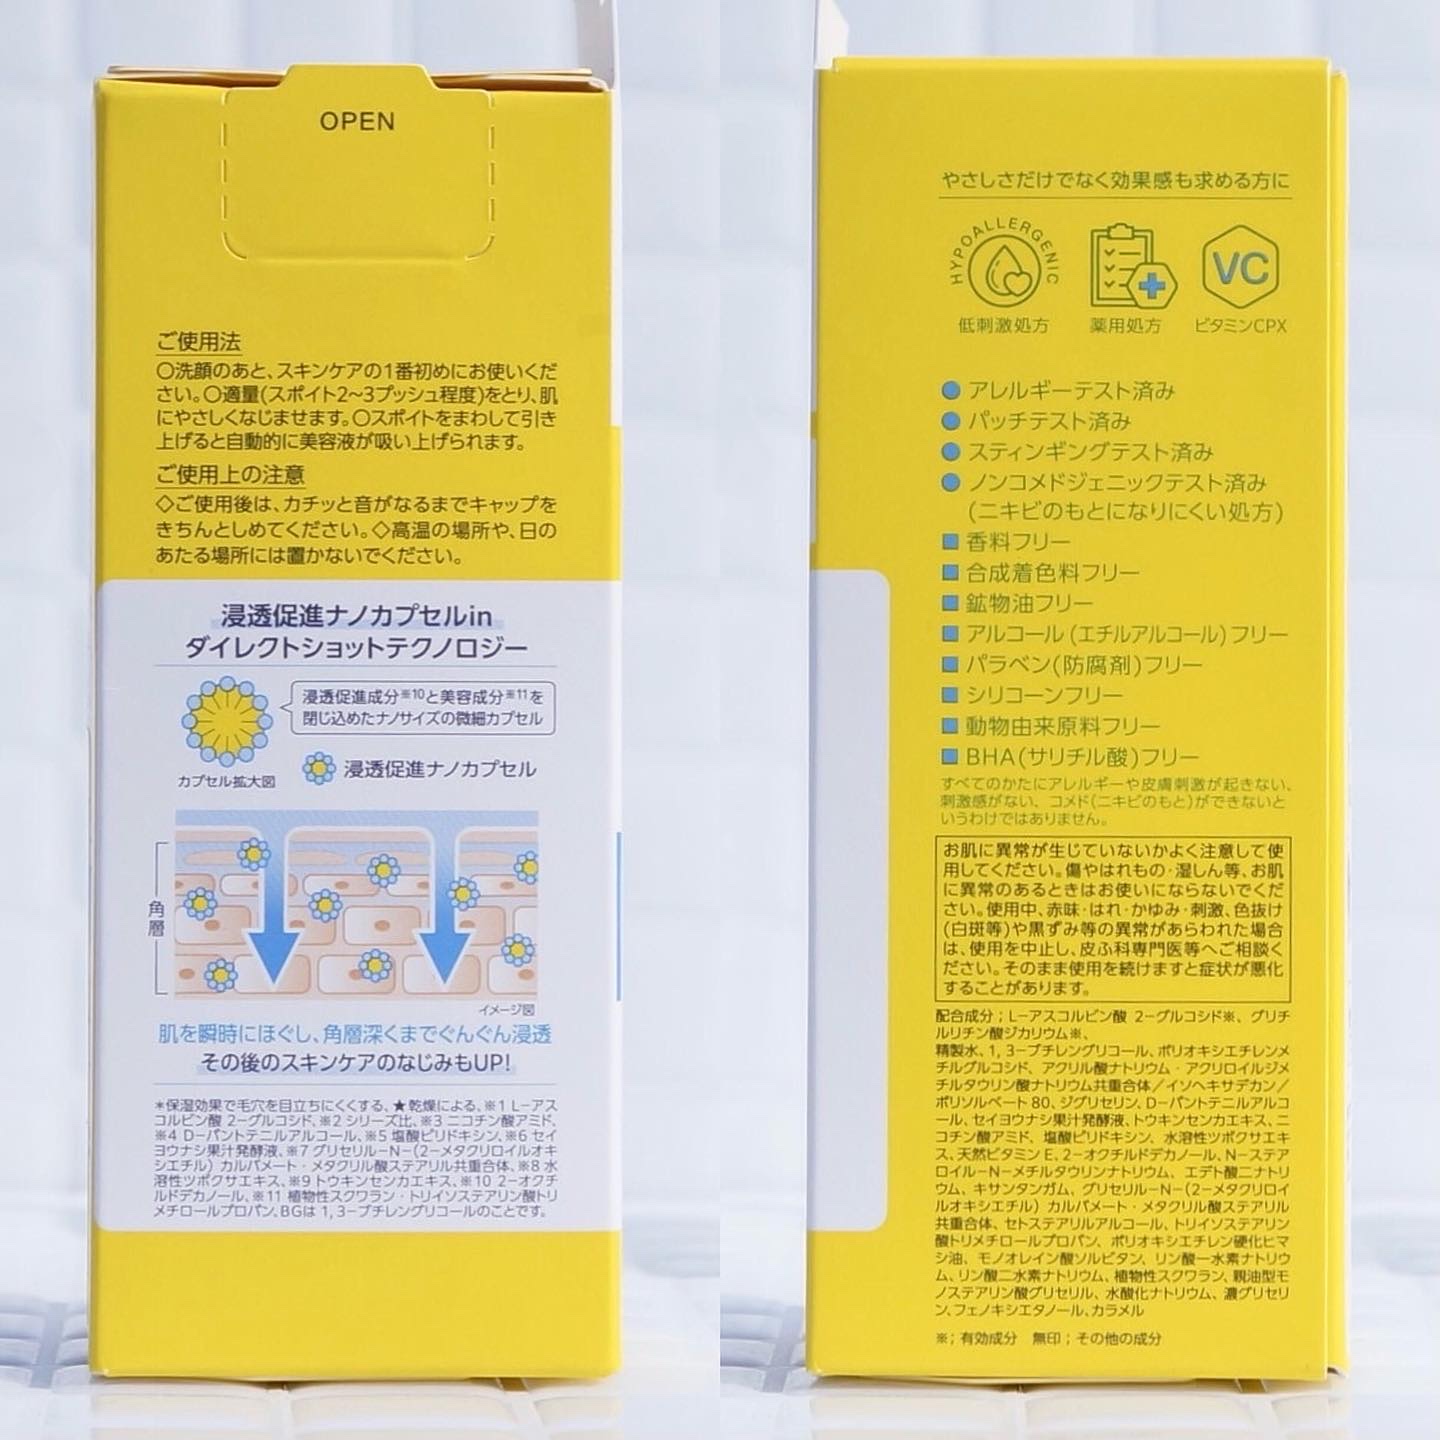 OPEN
ご使用法
○洗顔のあと、スキンケアの1番初めにお使いくだ
さい。○適量(スポイト2~3プッシュ程度)をとり、肌
にやさしくなじませます。○スポイトをまわして引き
上げると自動的に美容液が吸い上げられます。
ご使用上の注意
◇ご使用後は、カチッと音がなるまでキャップを
きちんとしめてください。◇高温の場所や、日の
あたる場所には置かないでください。
浸透促進ナノカプセルin
ダイレクトショットテクノロジー
浸透促進成分※10と美容成分※11を
閉じ込めたナノサイズの微細カプセル
カプセル拡大図
浸透促進ナノカプセル
角層
イメージ図
肌を瞬時にほぐし、角層深くまでぐんぐん浸透
その後のスキンケアのなじみもUP!
*保湿効果で毛穴を目立ちにくくする、★乾燥による、※1 L-アス
コルビン酸 2-グルコシド、※2 シリーズ比、※3 ニコチン酸アミド、
※4 D-パントテニルアルコール、※5 塩酸ピリドキシン、※6 セイ
ヨウナシ果汁発酵液、※7 グリセリル-N-(2-メタクリロイルオキ
シエチル) カルバメート・メタクリル酸ステアリル共重合体、※8 水
溶性ツボクサエキス、※9 トウキンセンカエキス、※10 2-オクチ
ルドデカノール、※11 植物性スクワラン・トリイソステアリン酸トリ
メチロールプロパン、BGは 1, 3-ブチレングリコールのことです。
やさしさだけでなく効果感も求める方に
HYPOALLERGENIC
VC
低刺激処方
薬用処方
ビタミンCPX
アレルギーテスト済み
パッチテスト済み
スティンギングテスト済み
ノンコメドジェニックテスト済み
(ニキビのもとになりにくい処方)
香料フリー
合成着色料フリー
鉱物油フリー
アルコール (エチルアルコール) フリー
パラベン(防腐剤)フリー
シリコーンフリー
動物由来原料フリー
BHA(サリチル酸)フリー
すべてのかたにアレルギーや皮膚刺激が起きない、
刺激感がない、コメド(ニキビのもと)ができないと
いうわけではありません。
お肌に異常が生じていないかよく注意して使
用してください。傷やはれもの・湿しん等、お肌
に異常のあるときはお使いにならないでくだ
さい。使用中、赤味・はれ・かゆみ・刺激、色抜け
(白斑等)や黒ずみ等の異常があらわれた場合
は、使用を中止し、皮ふ科専門医等へご相談く
ださい。そのまま使用を続けますと症状が悪化
することがあります。
配合成分 ; L-アスコルビン酸 2-グルコシド※、グリチ
ルリチン酸ジカリウム※、
精製水、1, 3-ブチレングリコール、ポリオキシエチレンメ
チルグルコシド、アクリル酸ナトリウム・アクリロイルジメ
チルタウリン酸ナトリウム共重合体／イソヘキサデカン／
ポリソルベート 80、ジグリセリン、D-パントテニルアルコ
ール、セイヨウナシ果汁発酵液、トウキンセンカエキス、ニ
コチン酸アミド、塩酸ピリドキシン、水溶性ツボクサエキ
ス、天然ビタミン E、2-オクチルドデカノール、N-ステア
ロイル-N-メチルタウリンナトリウム、エデト酸二ナトリ
ウム、キサンタンガム、グリセリル-N-(2-メタクリロイ
ルオキシエチル) カルバメート・メタクリル酸ステアリル
共重合体、セトステアリルアルコール、トリイソステアリン
酸トリメチロールプロパン、ポリオキシエチレン硬化ヒマ
シ油、モノオレイン酸ソルビタン、リン酸一水素ナトリウ
ム、リン酸二水素ナトリウム、植物性スクワラン、親油型モ
ノステアリン酸グリセリル、水酸化ナトリウム、濃グリセリ
ン、フェノキシエタノール、カラメル
※ ; 有効成分 無印 ; その他の成分